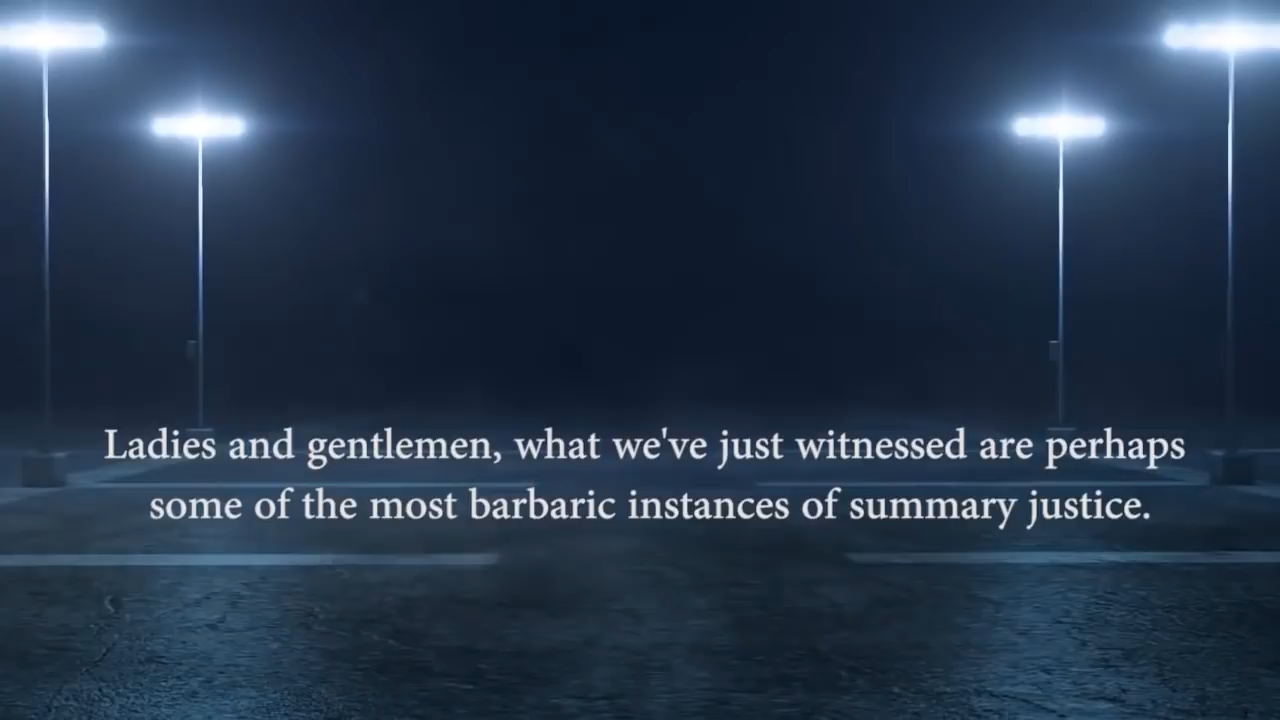 Ladies and gentlemen, what we've just witnessed are perhaps
some of the most barbaric instances of summary justice.